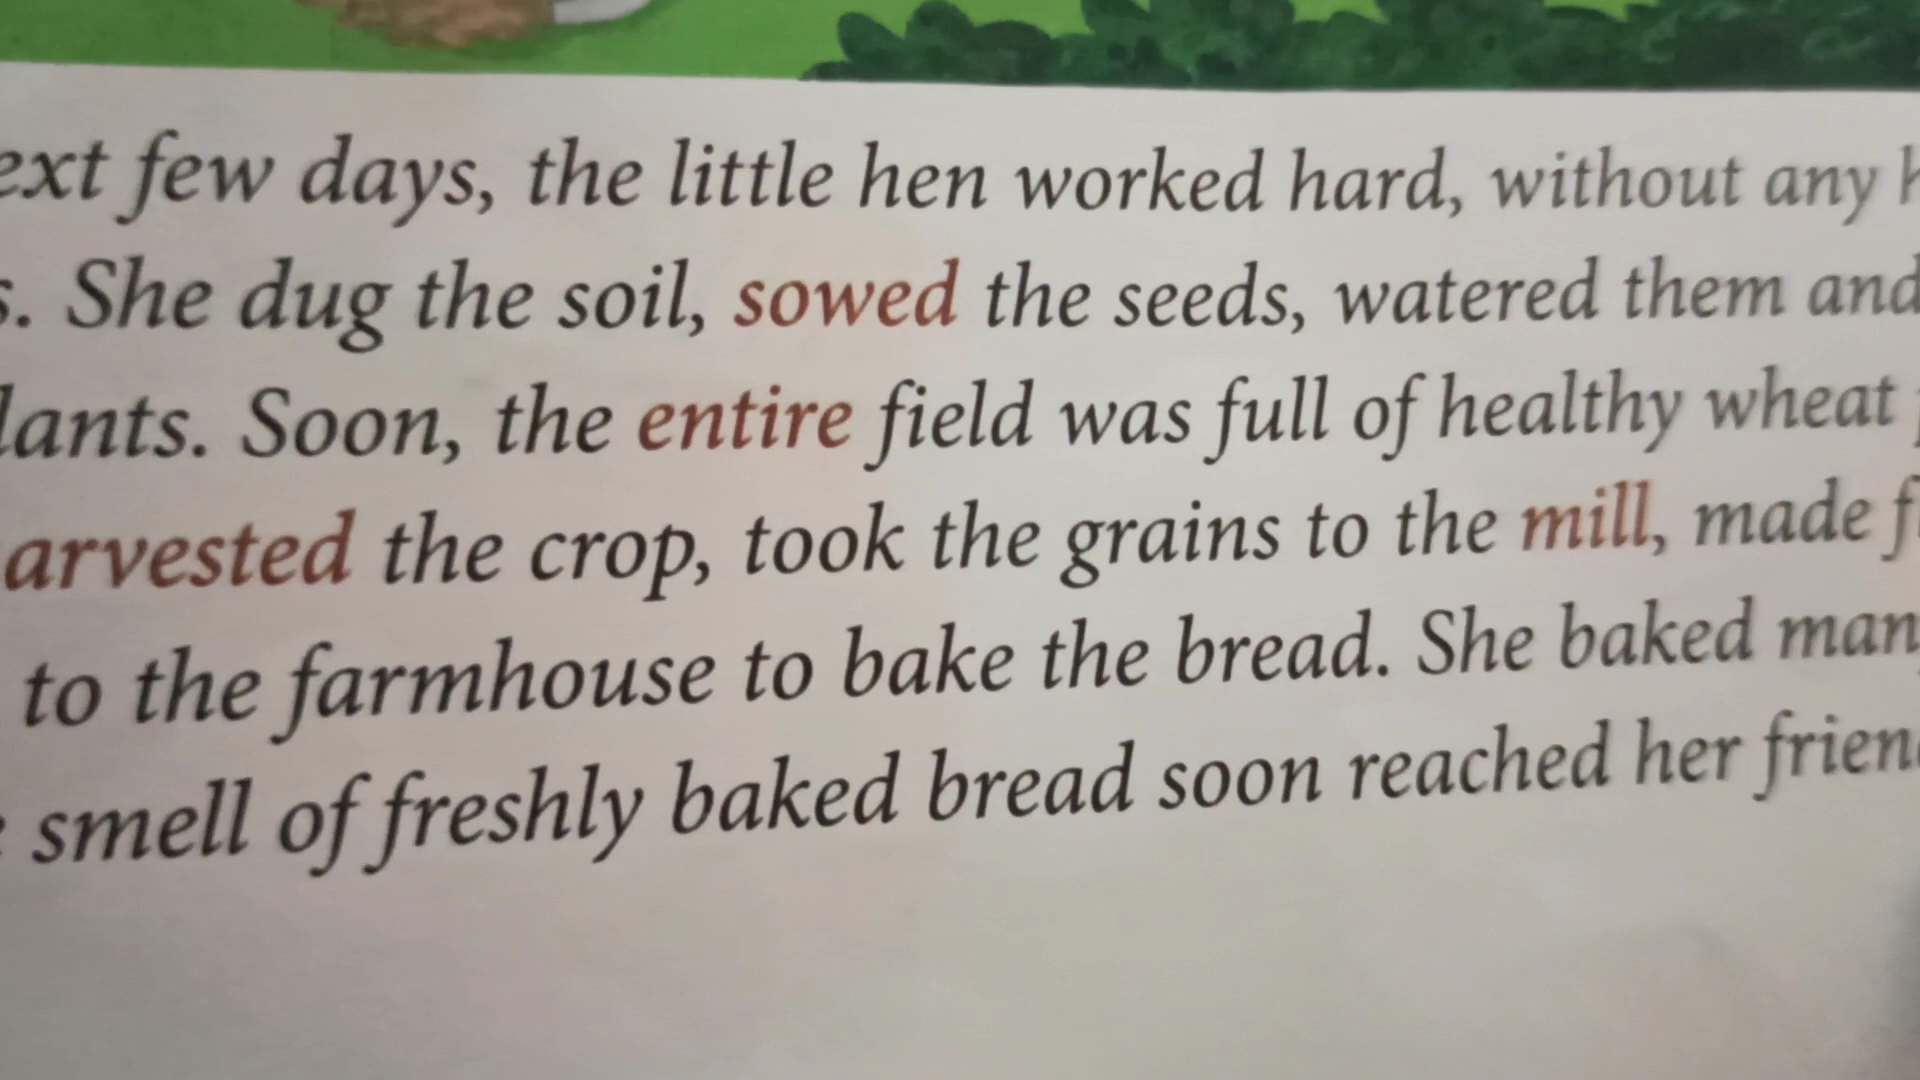 ext few days, the little hen worked hard, without any
s. She dug the soil, sowed the seeds, watered them and
lants. Soon, the entire field was full of healthy wheat
arvested the crop, took the grains to the mill, made
to the farmhouse to bake the bread. She baked man
smell of freshly baked bread soon reached her frien